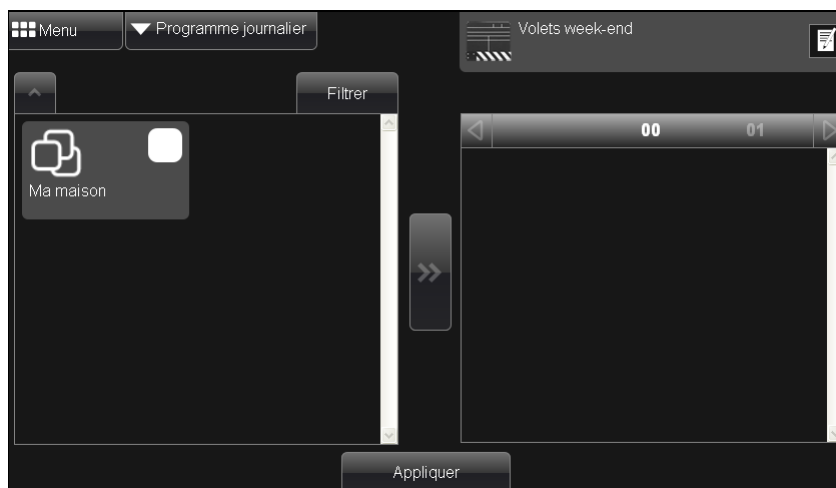 Menu
Programme journalier
Volets week-end
Filtrer
00 01
Ma maison
Appliquer